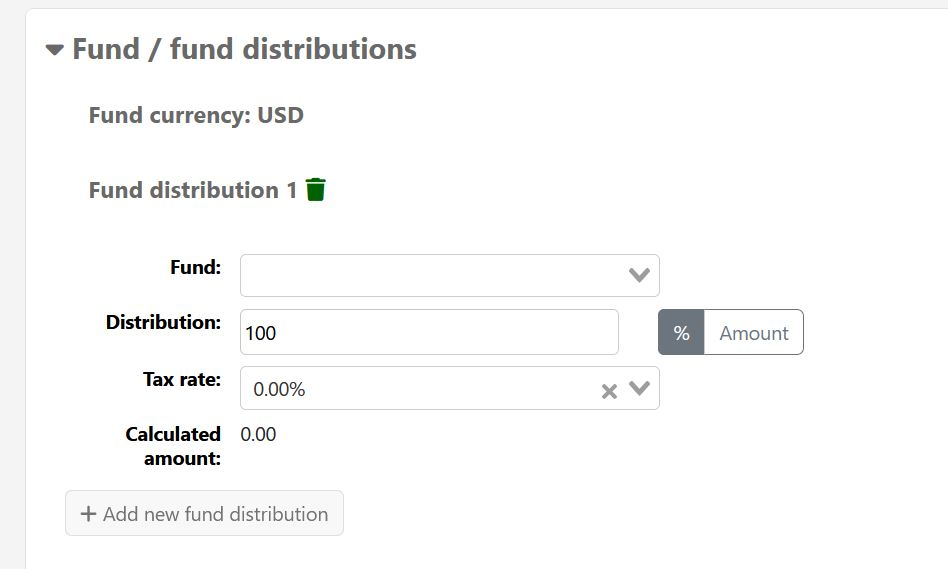 Fund / fund distributions
Fund currency: USD
Fund distribution 1
Fund:
Distribution: 100 % Amount
Tax rate: 0.00%
Calculated 0.00
amount:
+ Add new fund distribution